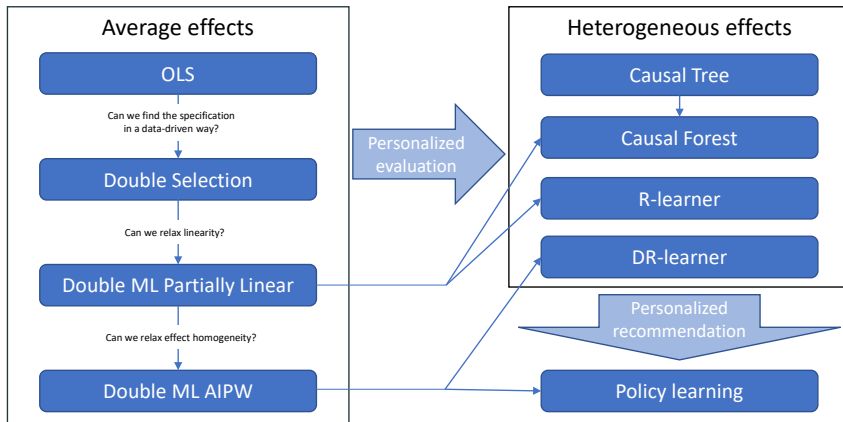 Average effects
OLS
Can we find the specification
in a data-driven way?
Double Selection
Can we relax linearity?
Double ML Partially Linear
Can we relax effect homogeneity?
Double ML AIPW
Personalized
evaluation
Heterogeneous effects
Causal Tree
Causal Forest
R-learner
DR-learner
Personalized
recommendation
Policy learning